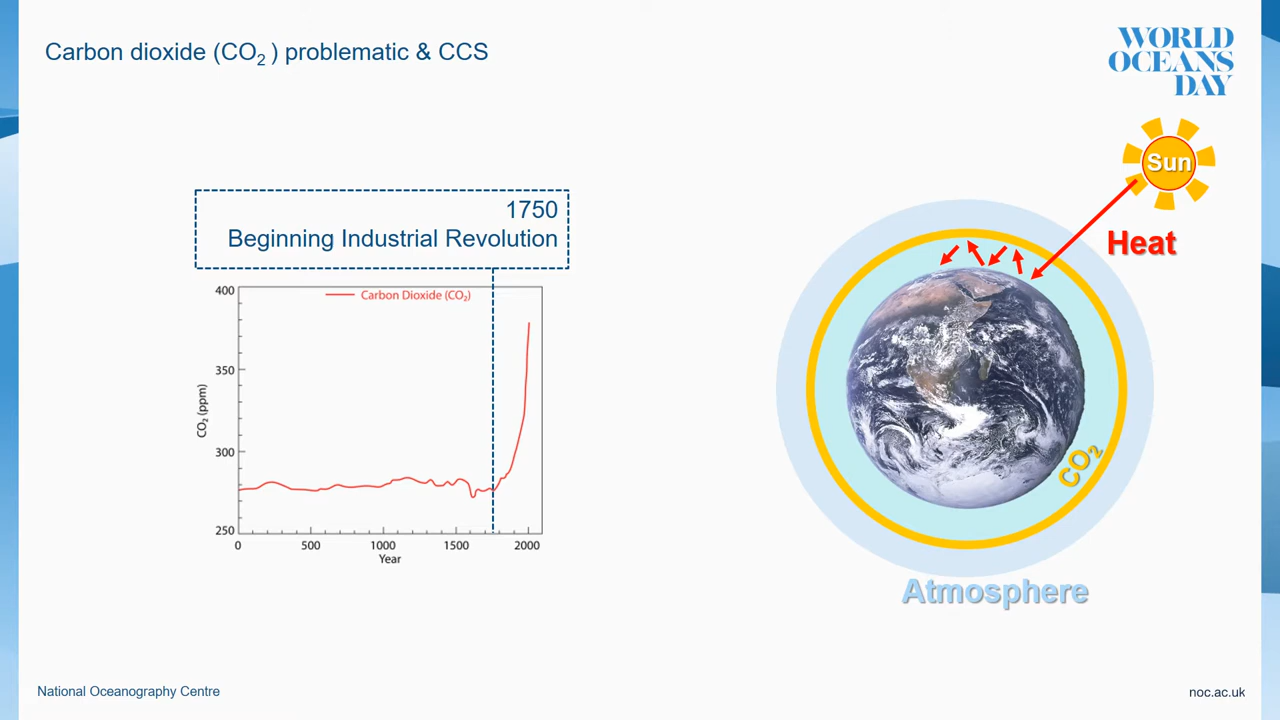 Carbon dioxide (CO₂ ) problematic & CCS
WORLD
OCEANS
DAY
1750
Beginning Industrial Revolution
Carbon Dioxide (CO₂)
400
350
300
250
CO₂ (ppm)
0 500 1000 1500 2000
Year
Sun
Heat
CO₂
Atmosphere
National Oceanography Centre
noc.ac.uk